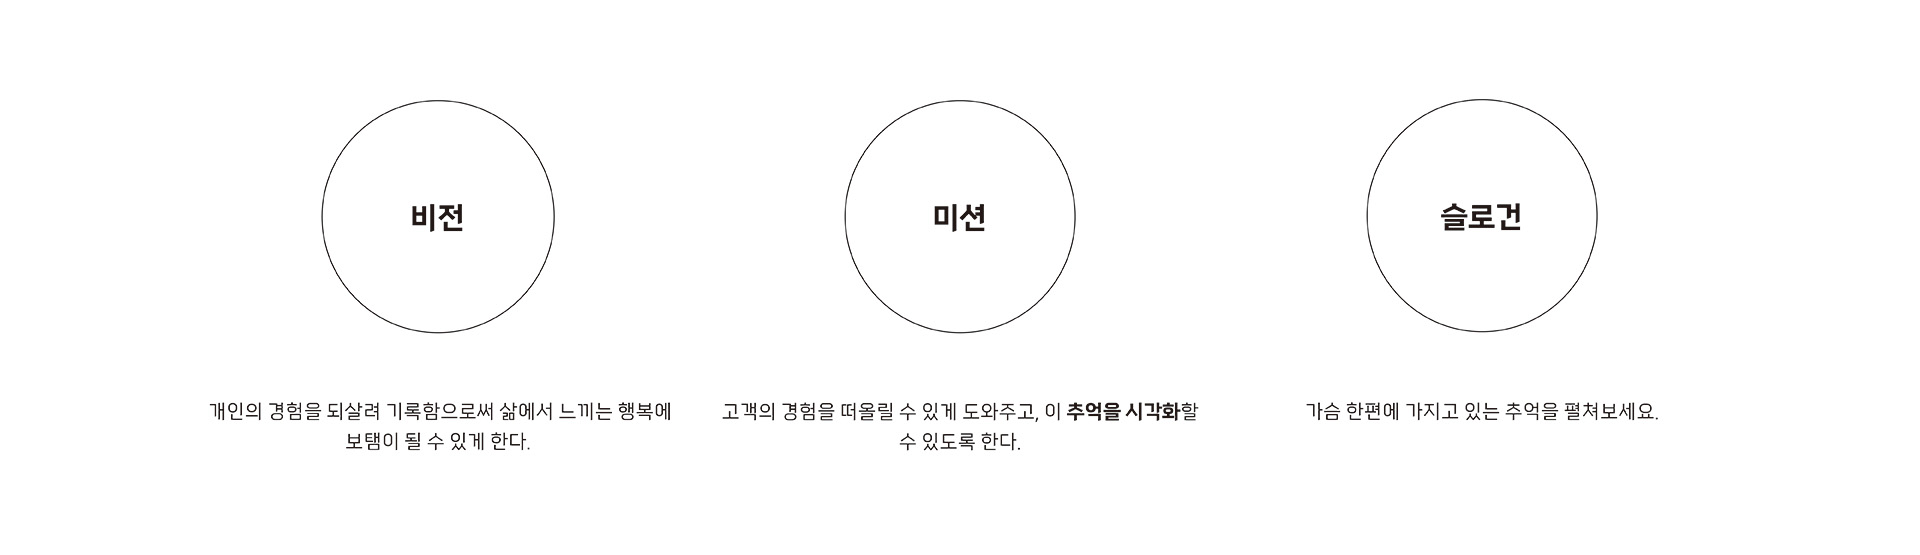 비전
미션
슬로건
개인의 경험을 되살려 기록함으로써 삶에서 느끼는 행복에
보탬이 될 수 있게 한다.
고객의 경험을 떠올릴 수 있게 도와주고, 이 추억을 시각화할
수 있도록 한다.
가슴 한편에 가지고 있는 추억을 펼쳐보세요.